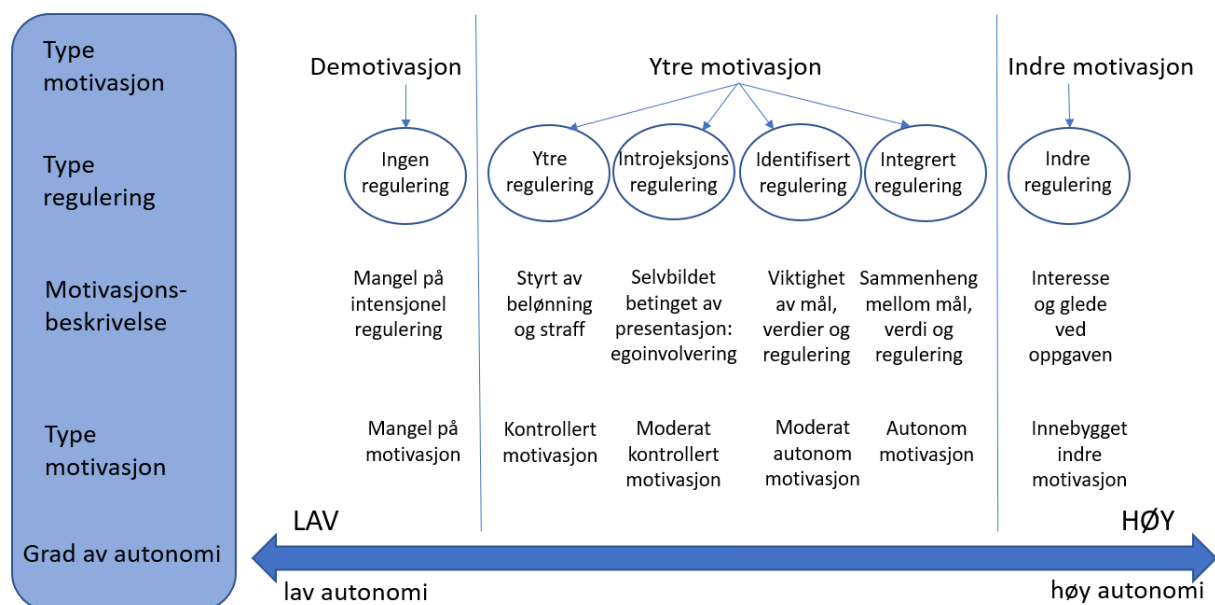 Type
motivasjon
Demotivasjon
Ytre motivasjon
Indre motivasjon
Type
regulering
Ingen
regulering
Ytre
regulering
Introjeksjons
regulering
Identifisert
regulering
Integrert
regulering
Indre
regulering
Motivasjons-
beskrivelse
Mangel på
intensjonel
regulering
Styrt av
belønning
og straff
Selvbildet
betinget av
presentasjon:
egoinvolvering
Viktighet
av mål,
verdier og
regulering
Sammenheng
mellom mål,
verdi og
regulering
Interesse
og glede
ved
oppgaven
Type
motivasjon
Mangel på
motivasjon
Kontrollert
motivasjon
Moderat
kontrollert
motivasjon
Moderat
autonom
motivasjon
Autonom
motivasjon
Innebygget
indre
motivasjon
LAV
HØY
Grad av autonomi
lav autonomi
høy autonomi